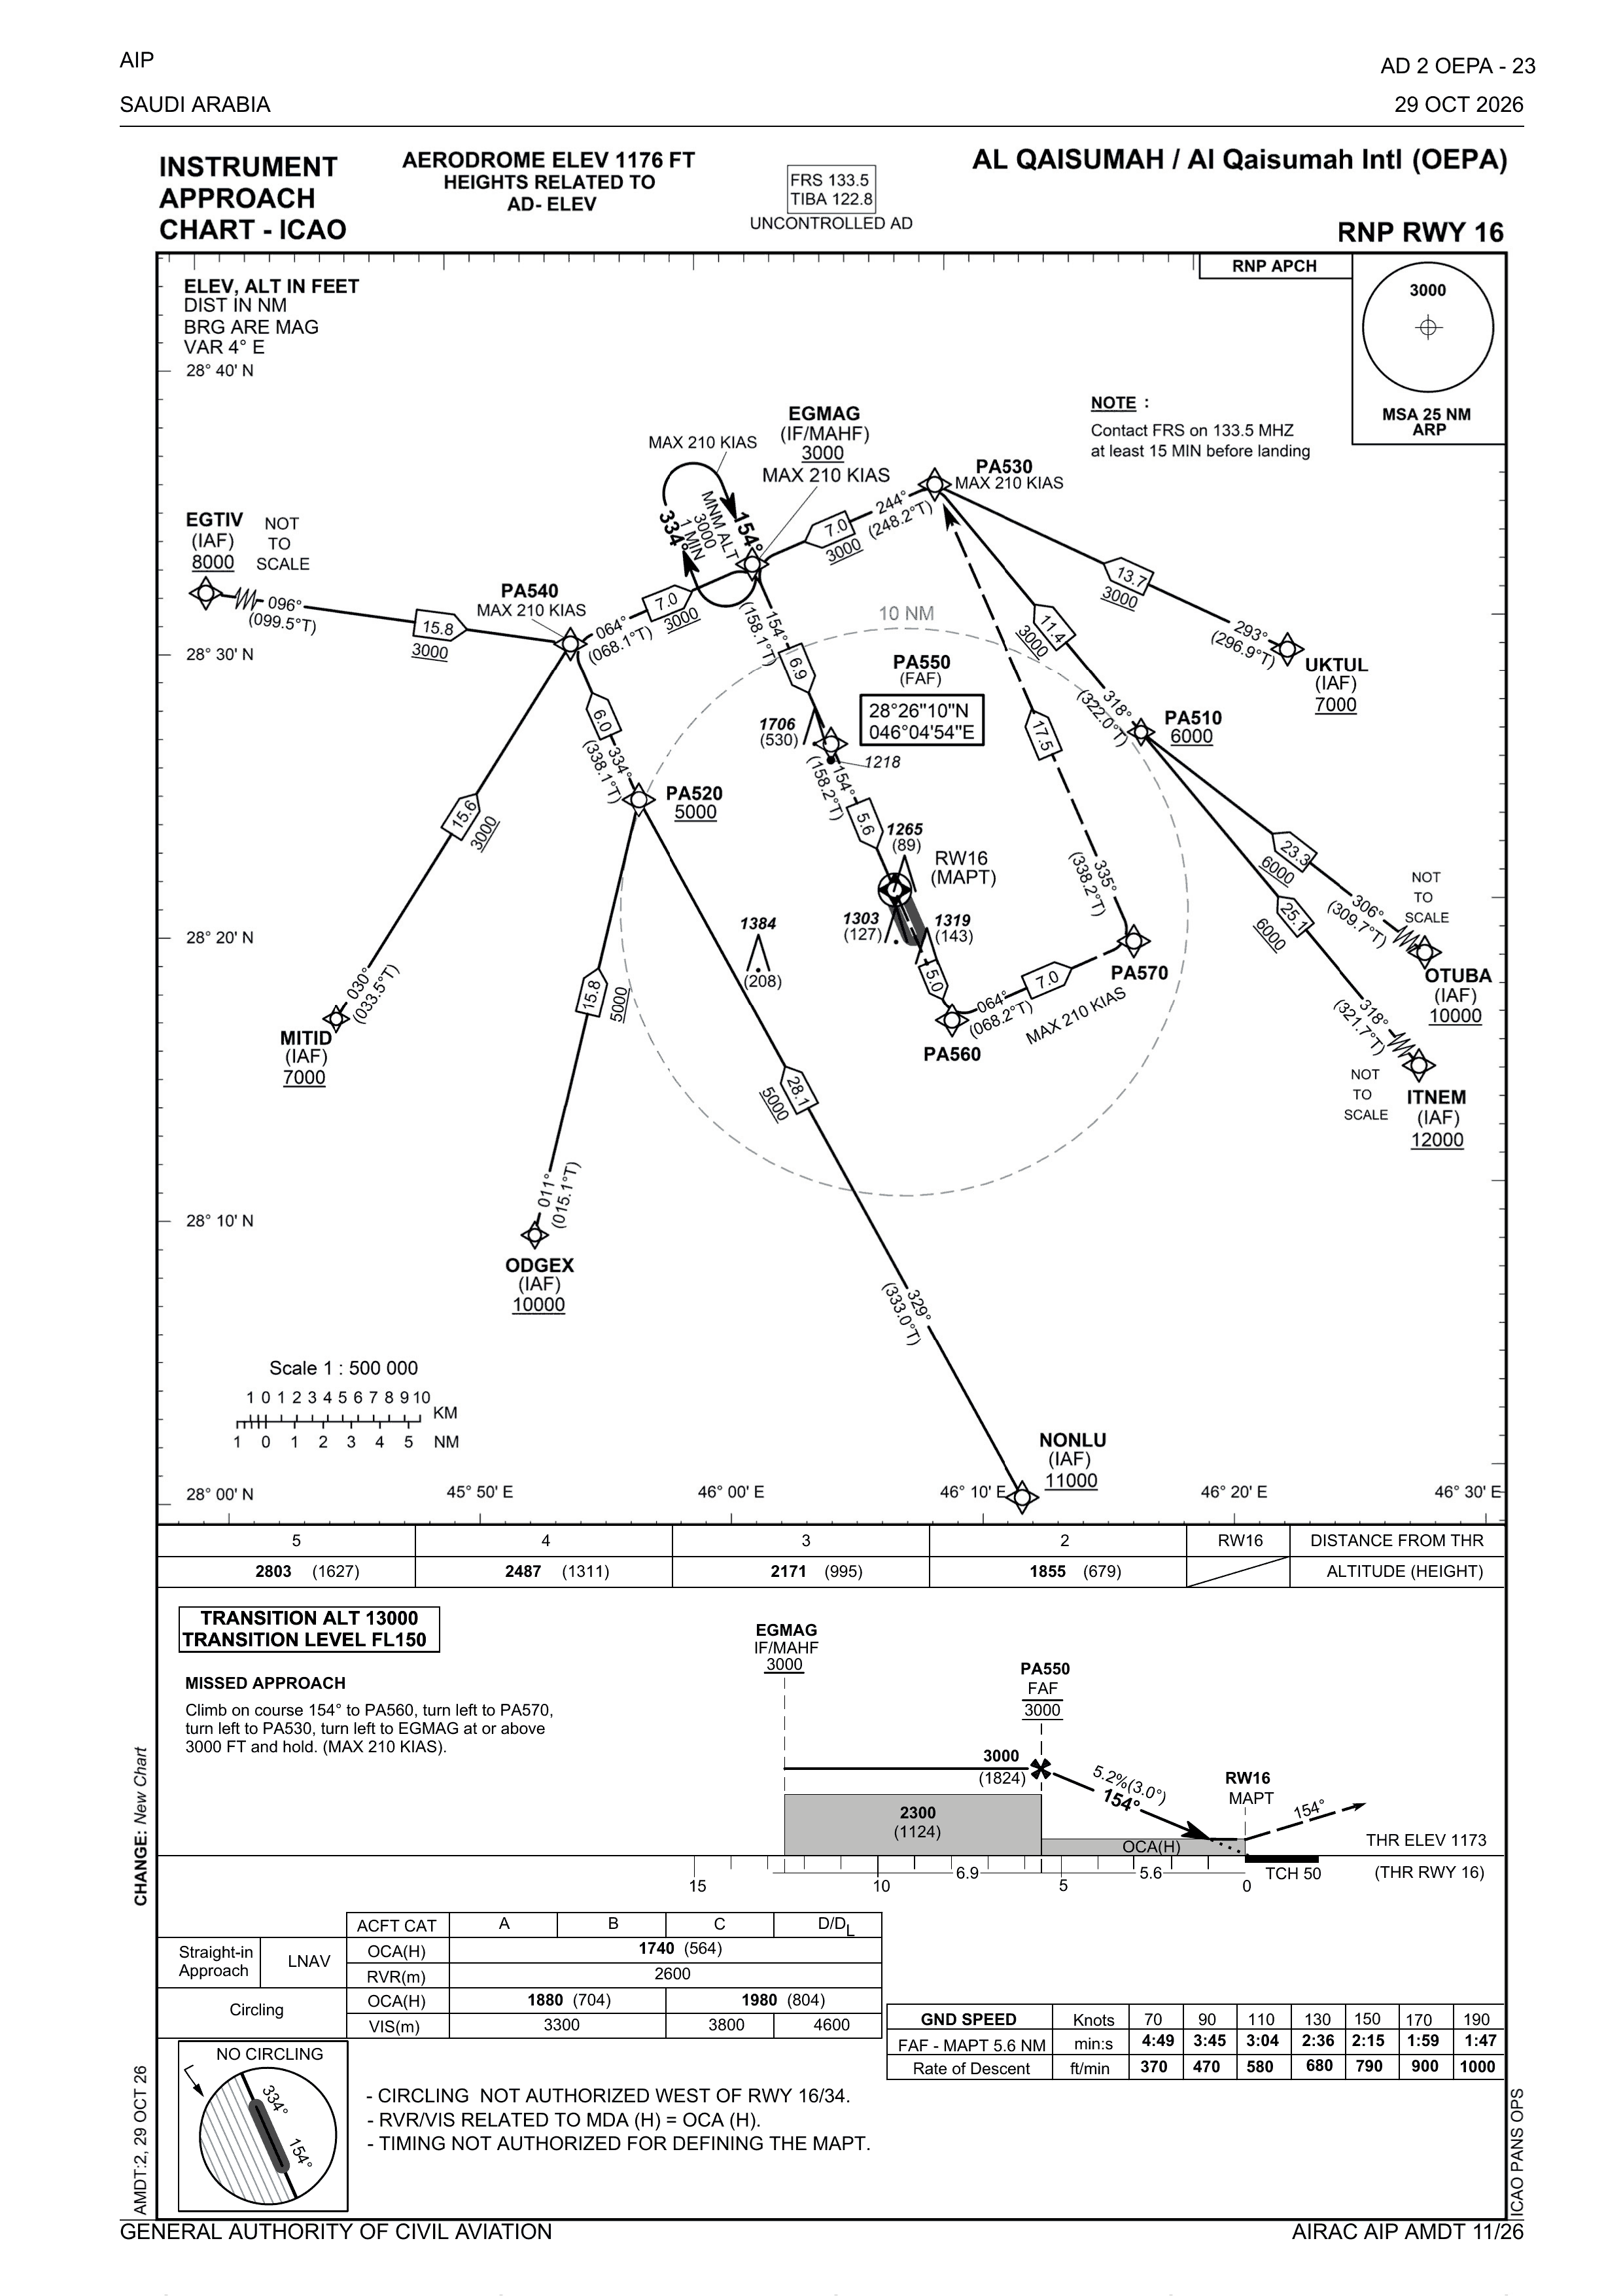 AIP
AD 2 OEPA - 23
SAUDI ARABIA
29 OCT 2026
INSTRUMENT
APPROACH
CHART - ICAO
AERODROME ELEV 1176 FT
HEIGHTS RELATED TO
AD- ELEV
FRS 133.5
TIBA 122.8
UNCONTROLLED AD
AL QAISUMAH / Al Qaisumah Intl (OEPA)
RNP RWY 16
ELEV, ALT IN FEET
DIST IN NM
BRG ARE MAG
VAR 4° E
RNP APCH
3000
MSA 25 NM
ARP
28° 40' N
NOTE :
Contact FRS on 133.5 MHZ
at least 15 MIN before landing
EGMAG
(IF/MAHF)
3000
MAX 210 KIAS
MAX 210 KIAS
334°
1 MIN
3000
MNM ALT
154°
PA530
MAX 210 KIAS
244°
(248.2°T)
7.0
3000
EGTIV
(IAF)
8000
NOT
TO
SCALE
096°
(099.5°T)
15.8
3000
PA540
MAX 210 KIAS
064°
(068.1°T)
7.0
3000
13.7
3000
293°
(296.9°T)
UKTUL
(IAF)
7000
11.4
3000
318°
(322.0°T)
PA510
6000
10 NM
154°
(158.1°T)
6.9
28° 30' N
PA550
(FAF)
28°26"10"N
046°04'54"E
1706
(530)
1218
154°
(158.2°T)
5.6
6.0
334°
(338.1°T)
PA520
5000
17.5
335°
(338.2°T)
15.6
3000
1265
(89)
RW16
(MAPT)
1303
(127)
1319
(143)
1384
(208)
23.3
6000
306°
(309.7°T)
NOT
TO
SCALE
OTUBA
(IAF)
10000
25.1
6000
318°
(321.7°T)
NOT
TO
SCALE
ITNEM
(IAF)
12000
28° 20' N
5.0
PA560
064°
(068.2°T)
7.0
MAX 210 KIAS
PA570
030°
(033.5°T)
MITID
(IAF)
7000
15.8
5000
28.1
5000
011°
(015.1°T)
28° 10' N
ODGEX
(IAF)
10000
329°
(333.0°T)
Scale 1 : 500 000
1 0 1 2 3 4 5 6 7 8 9 10
KM
1 0 1 2 3 4 5 NM
NONLU
(IAF)
11000
28° 00' N
45° 50' E
46° 00' E
46° 10' E
46° 20' E
46° 30' E
5 4 3 2 RW16 DISTANCE FROM THR
2803 (1627) 2487 (1311) 2171 (995) 1855 (679) ALTITUDE (HEIGHT)
TRANSITION ALT 13000
TRANSITION LEVEL FL150
MISSED APPROACH
Climb on course 154° to PA560, turn left to PA570,
turn left to PA530, turn left to EGMAG at or above
3000 FT and hold. (MAX 210 KIAS).
EGMAG
IF/MAHF
3000
PA550
FAF
3000
3000
(1824)
5.2%(3.0°)
154°
RW16
MAPT
154°
2300
(1124)
OCA(H)
THR ELEV 1173
6.9
5.6
TCH 50
(THR RWY 16)
15 10 5 0
CHANGE: New Chart
ACFT CAT A B C D/DL
Straight-in
Approach
LNAV
OCA(H) 1740 (564)
RVR(m) 2600
Circling
OCA(H) 1880 (704) 1980 (804)
VIS(m) 3300 3800 4600
GND SPEED Knots 70 90 110 130 150 170 190
FAF - MAPT 5.6 NM min:s 4:49 3:45 3:04 2:36 2:15 1:59 1:47
Rate of Descent ft/min 370 470 580 680 790 900 1000
NO CIRCLING
334°
154°
- CIRCLING NOT AUTHORIZED WEST OF RWY 16/34.
- RVR/VIS RELATED TO MDA (H) = OCA (H).
- TIMING NOT AUTHORIZED FOR DEFINING THE MAPT.
AMDT:2, 29 OCT 26
ICAO PANS OPS
GENERAL AUTHORITY OF CIVIL AVIATION
AIRAC AIP AMDT 11/26